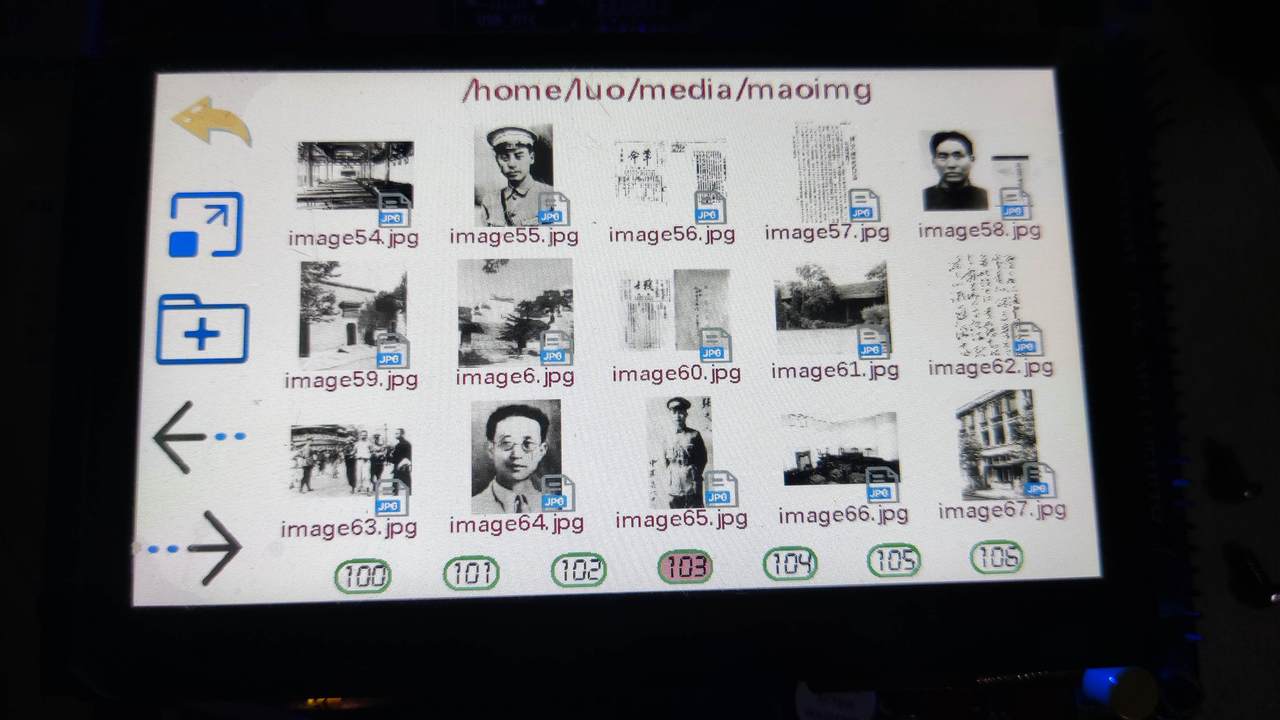 /home/luo/media/maoimg
JPG JPG JPG JPG JPG
image54.jpg image55.jpg image56.jpg image57.jpg image58.jpg
JPG JPG JPG JPG JPG
image59.jpg image6.jpg image60.jpg image61.jpg image62.jpg
JPG JPG JPG JPG JPG
image63.jpg image64.jpg image65.jpg image66.jpg image67.jpg
100 101 102 103 104 105 106